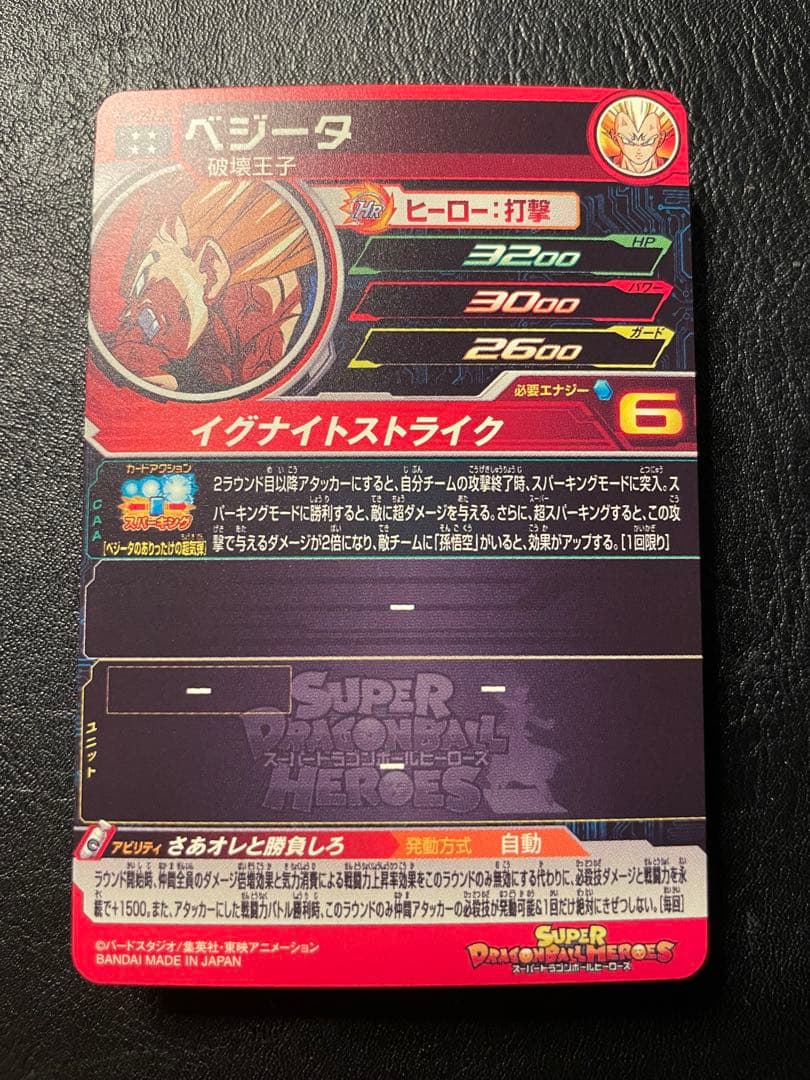 ベジータ
破壊王子
HR ヒーロー：打撃
HP
3200
パワー
3000
ガード
2600
必要エナジー 6
イグナイトストライク
CAA
カードアクション
スパーキング
[ベジータのありったけの超気弾]
2ラウンド目以降アタッカーにすると、自分チームの攻撃終了時、スパーキングモードに突入。ス
パーキングモードに勝利すると、敵に超ダメージを与える。さらに、超スパーキングすると、この攻
撃で与えるダメージが2倍になり、敵チームに「孫悟空」がいると、効果がアップする。[1回限り]
ー
ー ー
ユニット
ー
SUPER
DRAGONBALL
スーパードラゴンボールヒーローズ
HEROES
アビリティ さあオレと勝負しろ 発動方式 自動
ラウンド開始時、仲間全員のダメージ倍増効果と気力消費による戦闘力上昇率効果をこのラウンドのみ無効にする代わりに、必殺技ダメージと戦闘力を永
続で+1500。また、アタッカーにした戦闘力バトル勝利時、このラウンドのみ仲間アタッカーの必殺技が発動可能&1回だけ絶対にきぜつしない。[毎回]
©バードスタジオ/集英社・東映アニメーション
BANDAI MADE IN JAPAN
SUPER
DRAGONBALL HEROES
スーパードラゴンボールヒーローズ